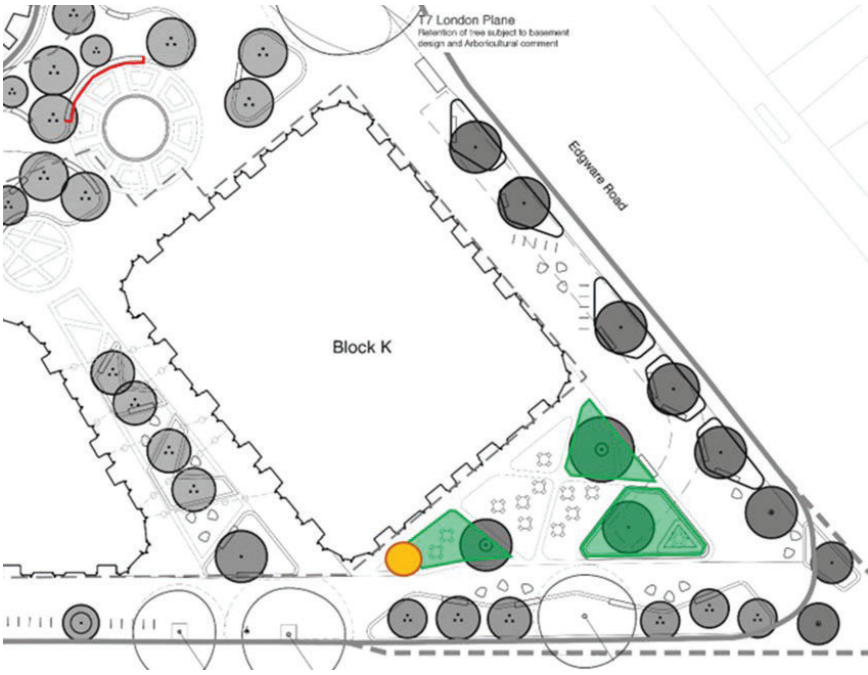 T7 London Plane
Retention of tree subject to basement
design and Arboricultural comment
Edgware Road
Block K